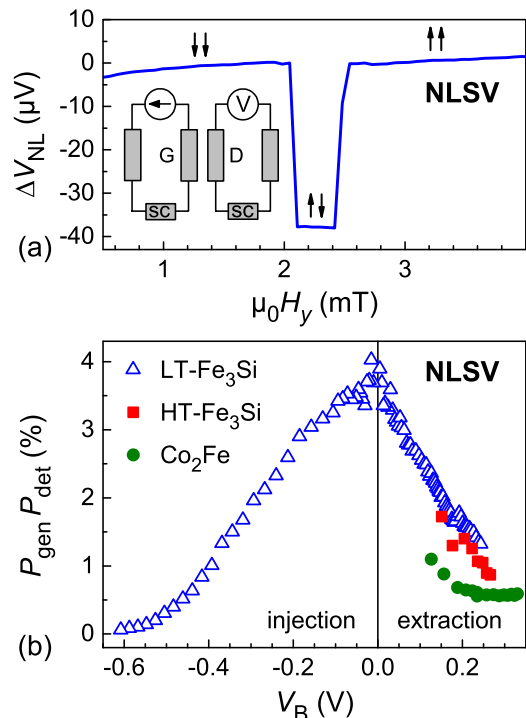 ↓↓
↑↑
NLSV
V
G
D
SC
SC
↑↓
0
-10
-20
-30
-40
ΔV_NL (μV)
1
2
3
μ₀H_y (mT)
(a)
LT-Fe₃Si
HT-Fe₃Si
Co₂Fe
NLSV
4
3
2
1
0
P_gen P_det (%)
injection
extraction
-0.6
-0.4
-0.2
0.0
0.2
V_B (V)
(b)